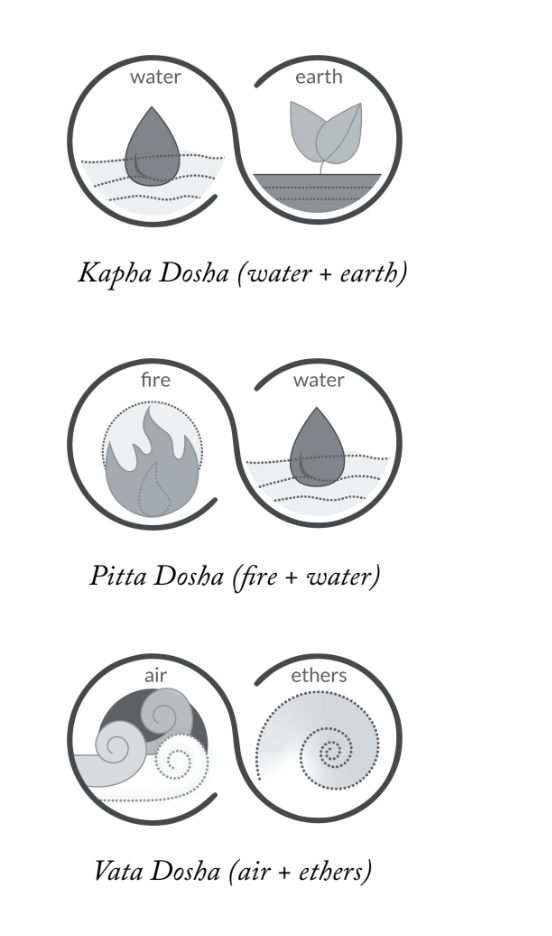 water earth
Kapha Dosha (water + earth)
fire water
Pitta Dosha (fire + water)
air ethers
Vata Dosha (air + ethers)